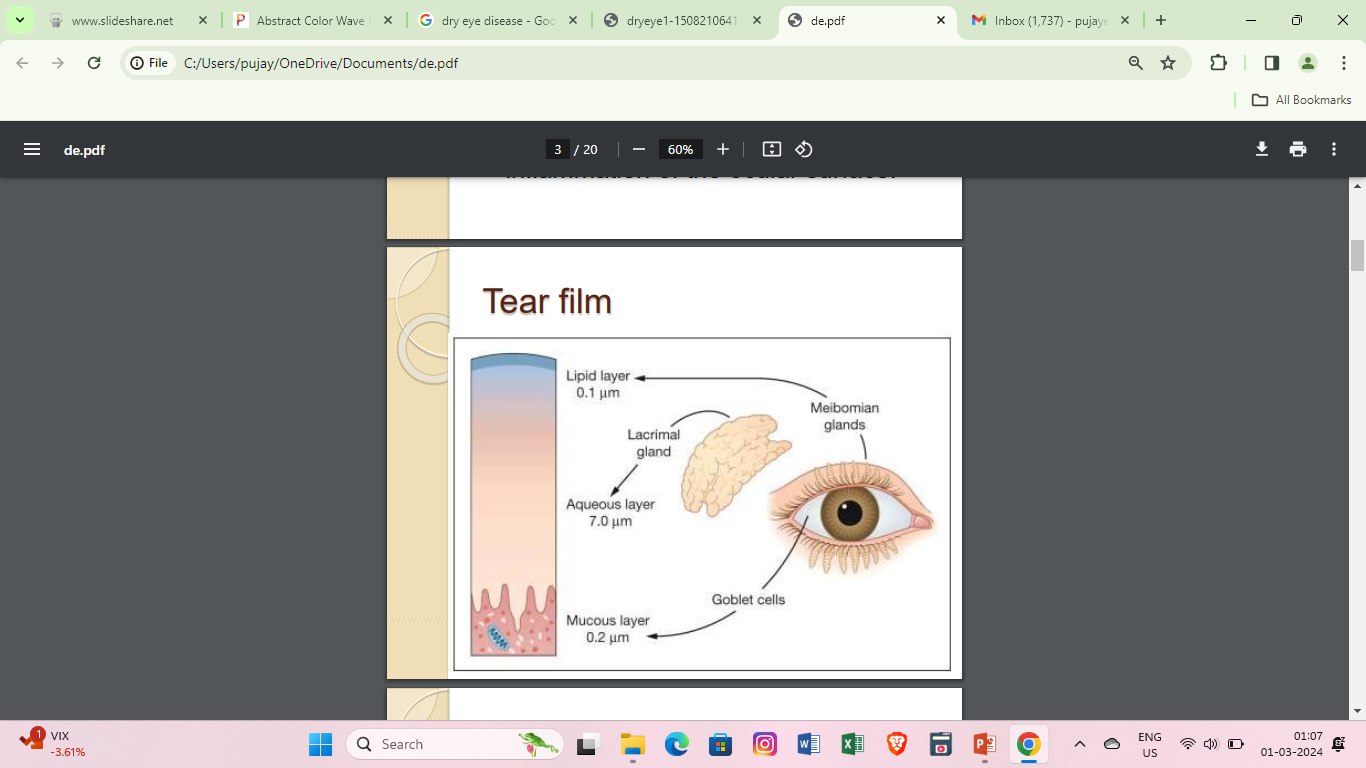 www.slideshare.net
Abstract Color Wave
dry eye disease - Goo
dryeye1-1508210641
de.pdf
Inbox (1,737) - pujaye
File
C:/Users/pujay/OneDrive/Documents/de.pdf
All Bookmarks
de.pdf
3 / 20
60%
Tear film
Lipid layer
0.1 µm
Meibomian
glands
Lacrimal
gland
Aqueous layer
7.0 µm
Goblet cells
Mucous layer
0.2 µm
1
VIX
-3.61%
Search
ENG
US
01:07
01-03-2024